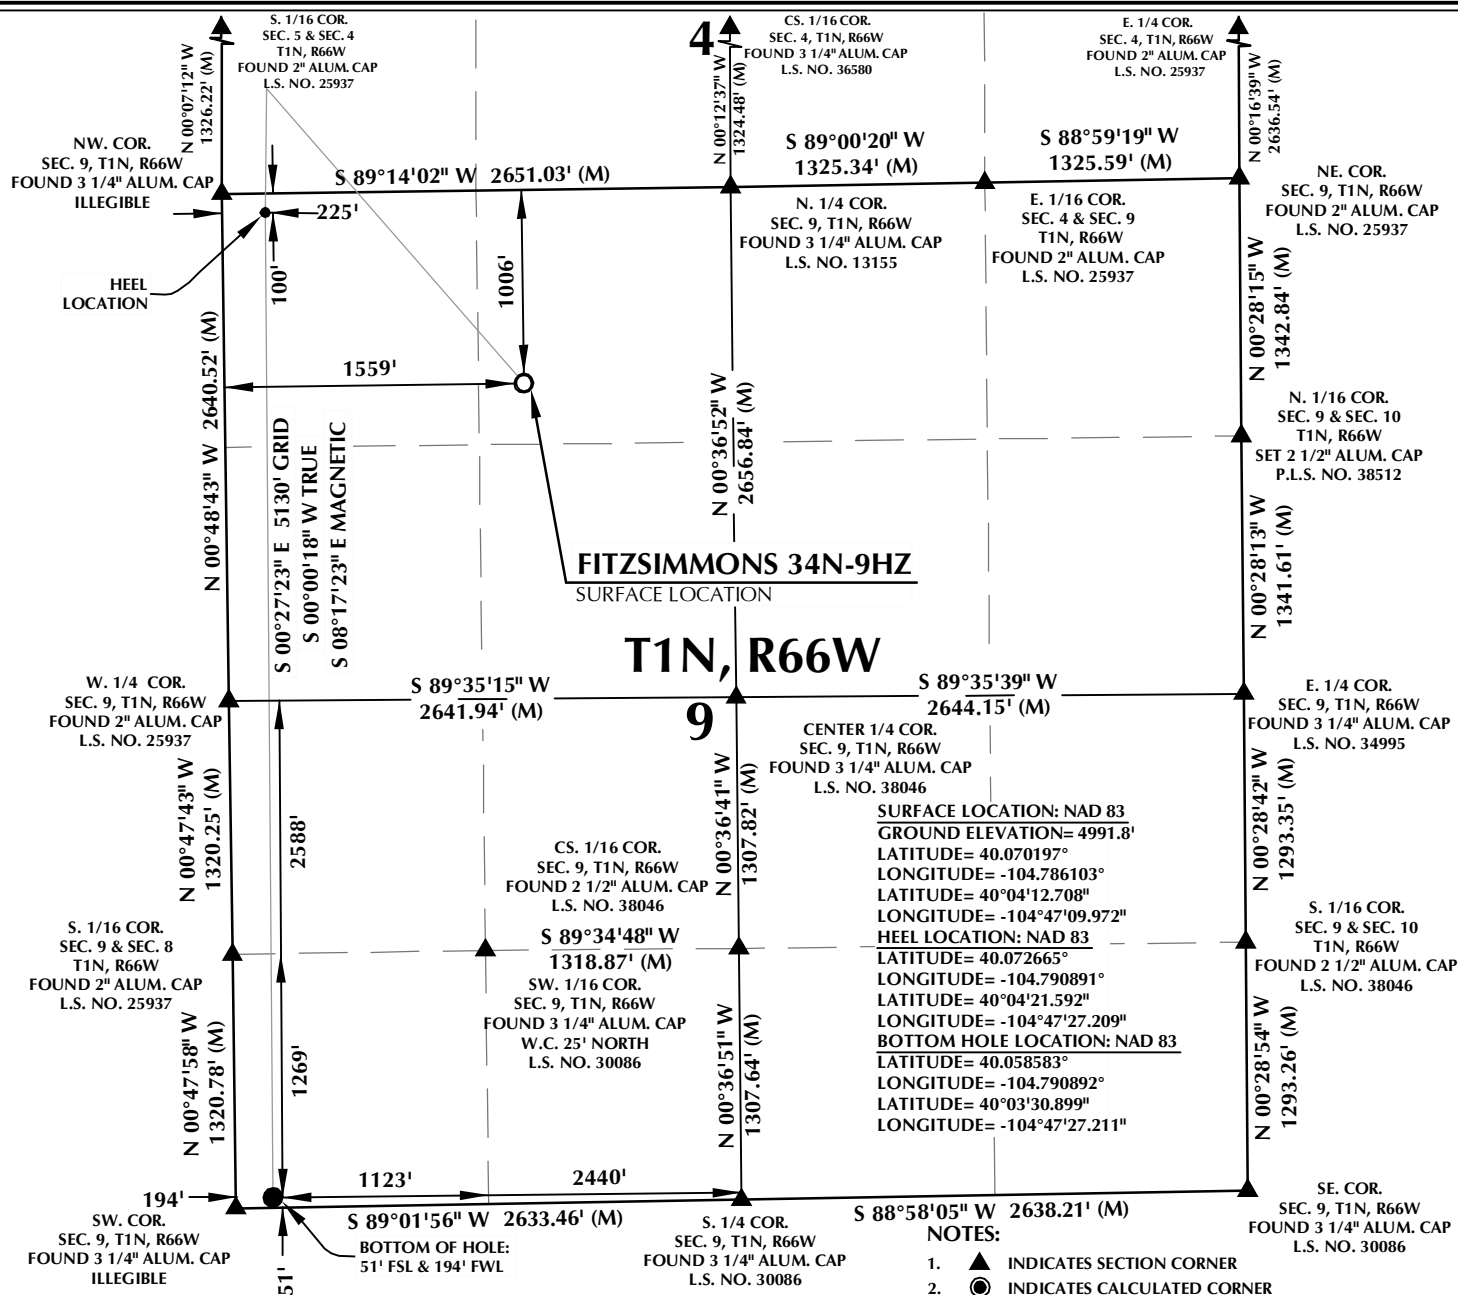 S. 1/16 COR.
SEC. 5 & SEC. 4
T1N, R66W
FOUND 2" ALUM. CAP
L.S. NO. 25937
4
CS. 1/16 COR.
SEC. 4, T1N, R66W
FOUND 3 1/4" ALUM. CAP
L.S. NO. 36580
E. 1/4 COR.
SEC. 4, T1N, R66W
FOUND 2" ALUM. CAP
L.S. NO. 25937
N 00°07'12" W
1326.22' (M)
N 00°12'37" W
1324.48' (M)
N 00°16'39" W
2636.54' (M)
NW. COR.
SEC. 9, T1N, R66W
FOUND 3 1/4" ALUM. CAP
ILLEGIBLE
S 89°14'02" W 2651.03' (M)
S 89°00'20" W
1325.34' (M)
S 88°59'19" W
1325.59' (M)
NE. COR.
SEC. 9, T1N, R66W
FOUND 2" ALUM. CAP
L.S. NO. 25937
225'
100'
HEEL
LOCATION
1006'
N. 1/4 COR.
SEC. 9, T1N, R66W
FOUND 3 1/4" ALUM. CAP
L.S. NO. 13155
E. 1/16 COR.
SEC. 4 & SEC. 9
T1N, R66W
FOUND 2" ALUM. CAP
L.S. NO. 25937
N 00°28'15" W
1342.84' (M)
1559'
N 00°48'43" W 2640.52' (M)
S 00°27'23" E 5130' GRID
S 00°00'18" W TRUE
S 08°17'23" E MAGNETIC
N 00°36'52" W
2656.84' (M)
N. 1/16 COR.
SEC. 9 & SEC. 10
T1N, R66W
SET 2 1/2" ALUM. CAP
P.L.S. NO. 38512
N 00°28'13" W
1341.61' (M)
FITZSIMMONS 34N-9HZ
SURFACE LOCATION
T1N, R66W
W. 1/4 COR.
SEC. 9, T1N, R66W
FOUND 2" ALUM. CAP
L.S. NO. 25937
S 89°35'15" W
2641.94' (M)
9
S 89°35'39" W
2644.15' (M)
E. 1/4 COR.
SEC. 9, T1N, R66W
FOUND 3 1/4" ALUM. CAP
L.S. NO. 34995
CENTER 1/4 COR.
SEC. 9, T1N, R66W
FOUND 3 1/4" ALUM. CAP
L.S. NO. 38046
N 00°47'43" W
1320.25' (M)
2588'
N 00°36'41" W
1307.82' (M)
N 00°28'42" W
1293.35' (M)
CS. 1/16 COR.
SEC. 9, T1N, R66W
FOUND 2 1/2" ALUM. CAP
L.S. NO. 38046
SURFACE LOCATION: NAD 83
GROUND ELEVATION= 4991.8'
LATITUDE= 40.070197°
LONGITUDE= -104.786103°
LATITUDE= 40°04'12.708"
LONGITUDE= -104°47'09.972"
HEEL LOCATION: NAD 83
LATITUDE= 40.072665°
LONGITUDE= -104.790891°
LATITUDE= 40°04'21.592"
LONGITUDE= -104°47'27.209"
BOTTOM HOLE LOCATION: NAD 83
LATITUDE= 40.058583°
LONGITUDE= -104.790892°
LATITUDE= 40°03'30.899"
LONGITUDE= -104°47'27.211"
S. 1/16 COR.
SEC. 9 & SEC. 8
T1N, R66W
FOUND 2" ALUM. CAP
L.S. NO. 25937
S 89°34'48" W
1318.87' (M)
SW. 1/16 COR.
SEC. 9, T1N, R66W
FOUND 3 1/4" ALUM. CAP
W.C. 25' NORTH
L.S. NO. 30086
S. 1/16 COR.
SEC. 9 & SEC. 10
T1N, R66W
FOUND 2 1/2" ALUM. CAP
L.S. NO. 38046
N 00°47'58" W
1320.78' (M)
1269'
N 00°36'51" W
1307.64' (M)
N 00°28'54" W
1293.26' (M)
194'
1123'
2440'
SW. COR.
SEC. 9, T1N, R66W
FOUND 3 1/4" ALUM. CAP
ILLEGIBLE
51'
S 89°01'56" W 2633.46' (M)
BOTTOM OF HOLE:
51' FSL & 194' FWL
S. 1/4 COR.
SEC. 9, T1N, R66W
FOUND 3 1/4" ALUM. CAP
L.S. NO. 30086
S 88°58'05" W 2638.21' (M)
SE. COR.
SEC. 9, T1N, R66W
FOUND 3 1/4" ALUM. CAP
L.S. NO. 30086
NOTES:
1. INDICATES SECTION CORNER
2. INDICATES CALCULATED CORNER